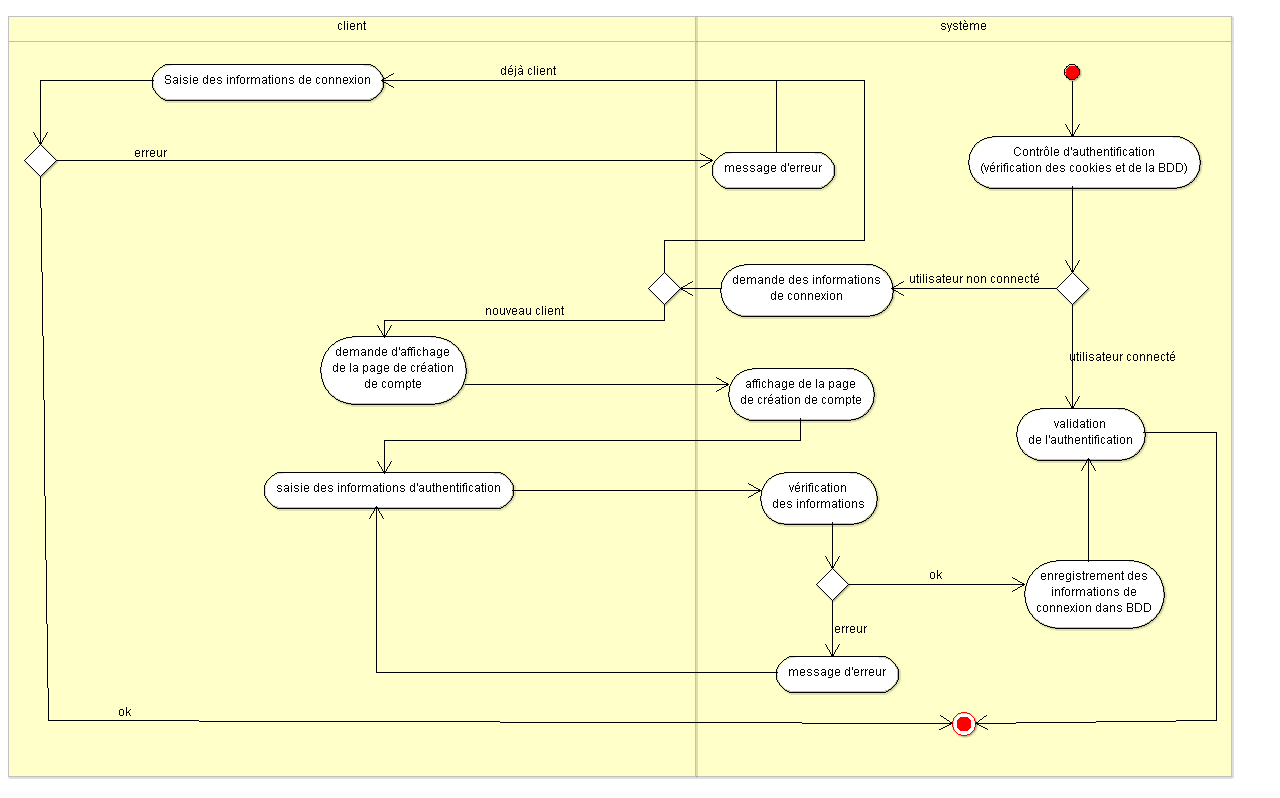 client
système
Saisie des informations de connexion
déjà client
erreur
message d'erreur
Contrôle d'authentification
(vérification des cookies et de la BDD)
demande des informations
de connexion
utilisateur non connecté
nouveau client
demande d'affichage
de la page de création
de compte
utilisateur connecté
affichage de la page
de création de compte
validation
de l'authentification
saisie des informations d'authentification
vérification
des informations
ok
enregistrement des
informations de
connexion dans BDD
erreur
message d'erreur
ok